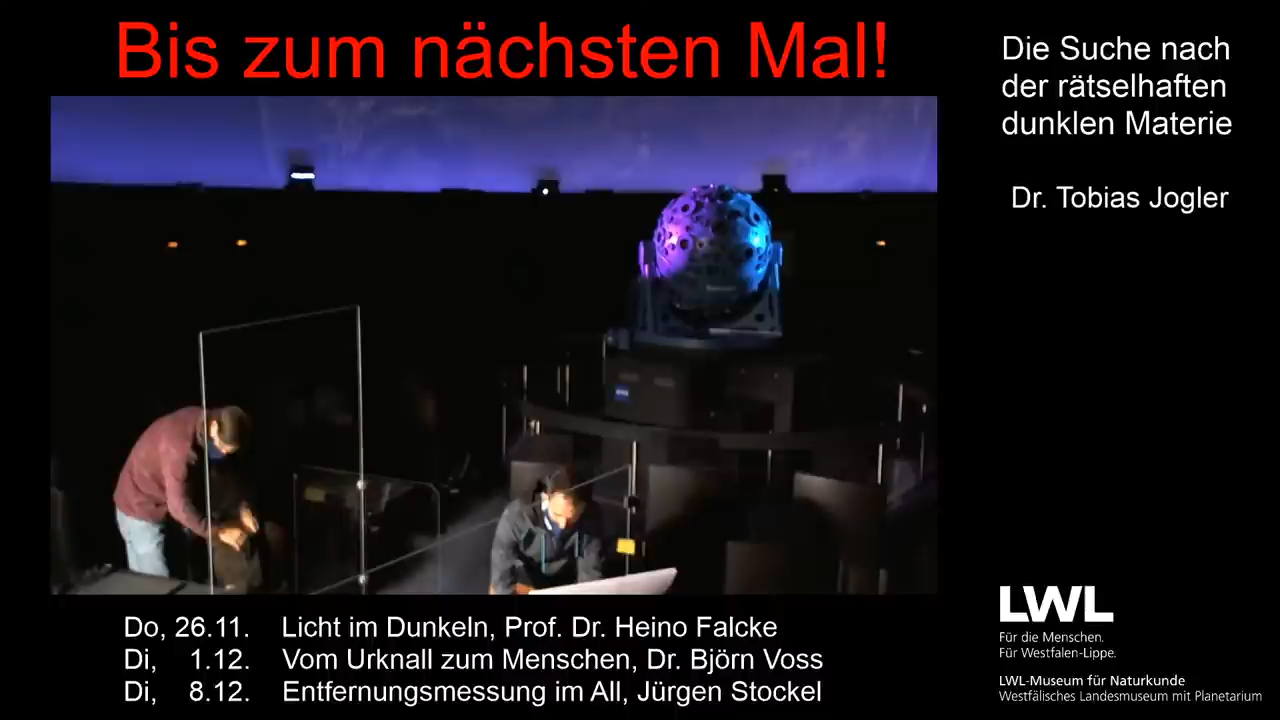 Bis zum nächsten Mal!
Die Suche nach
der rätselhaften
dunklen Materie
Dr. Tobias Jogler
Do, 26.11. Licht im Dunkeln, Prof. Dr. Heino Falcke
Di, 1.12. Vom Urknall zum Menschen, Dr. Björn Voss
Di, 8.12. Entfernungsmessung im All, Jürgen Stockel
LWL
Für die Menschen.
Für Westfalen-Lippe.
LWL-Museum für Naturkunde
Westfälisches Landesmuseum mit Planetarium